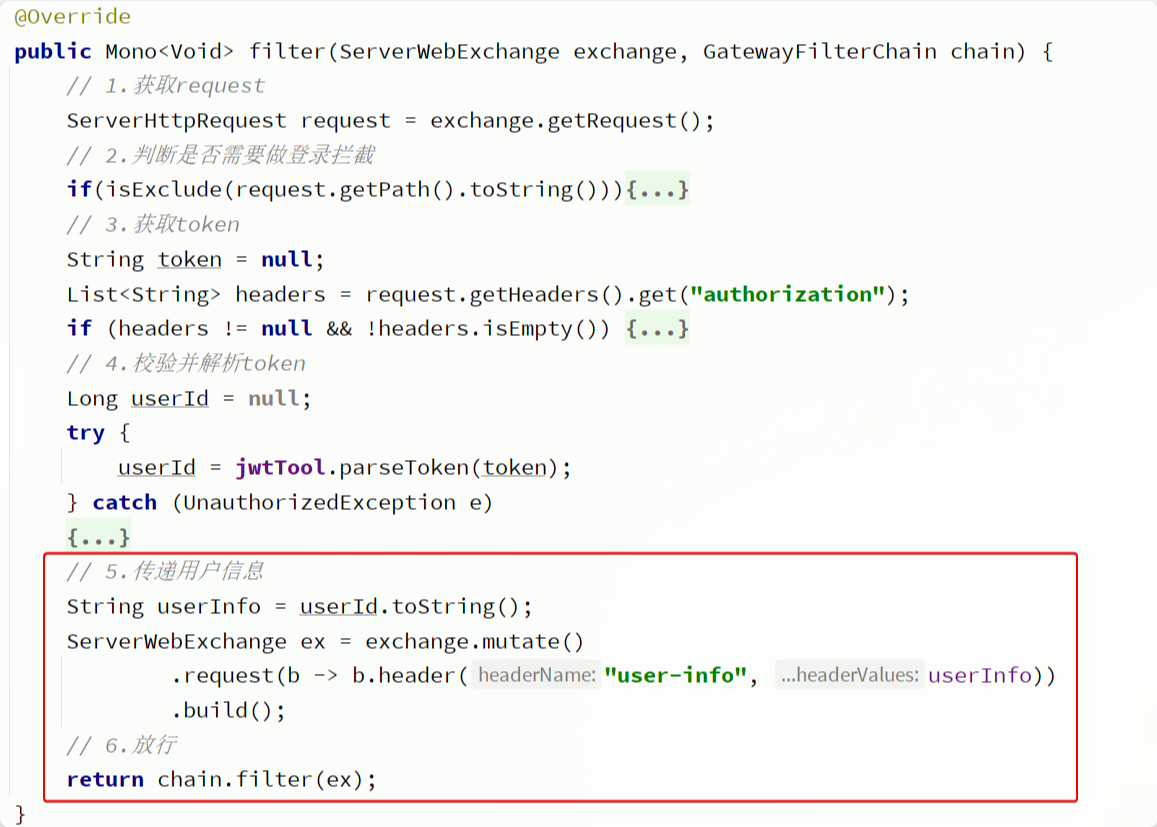 @Override
public Mono<Void> filter(ServerWebExchange exchange, GatewayFilterChain chain) {
// 1.获取request
ServerHttpRequest request = exchange.getRequest();
// 2.判断是否需要做登录拦截
if(isExclude(request.getPath().toString())){...}
// 3.获取token
String token = null;
List<String> headers = request.getHeaders().get("authorization");
if (headers != null && !headers.isEmpty()) {...}
// 4.校验并解析token
Long userId = null;
try {
userId = jwtTool.parseToken(token);
} catch (UnauthorizedException e)
{...}
// 5.传递用户信息
String userInfo = userId.toString();
ServerWebExchange ex = exchange.mutate()
.request(b -> b.header( headerName: "user-info", ...headerValues: userInfo))
.build();
// 6.放行
return chain.filter(ex);
}